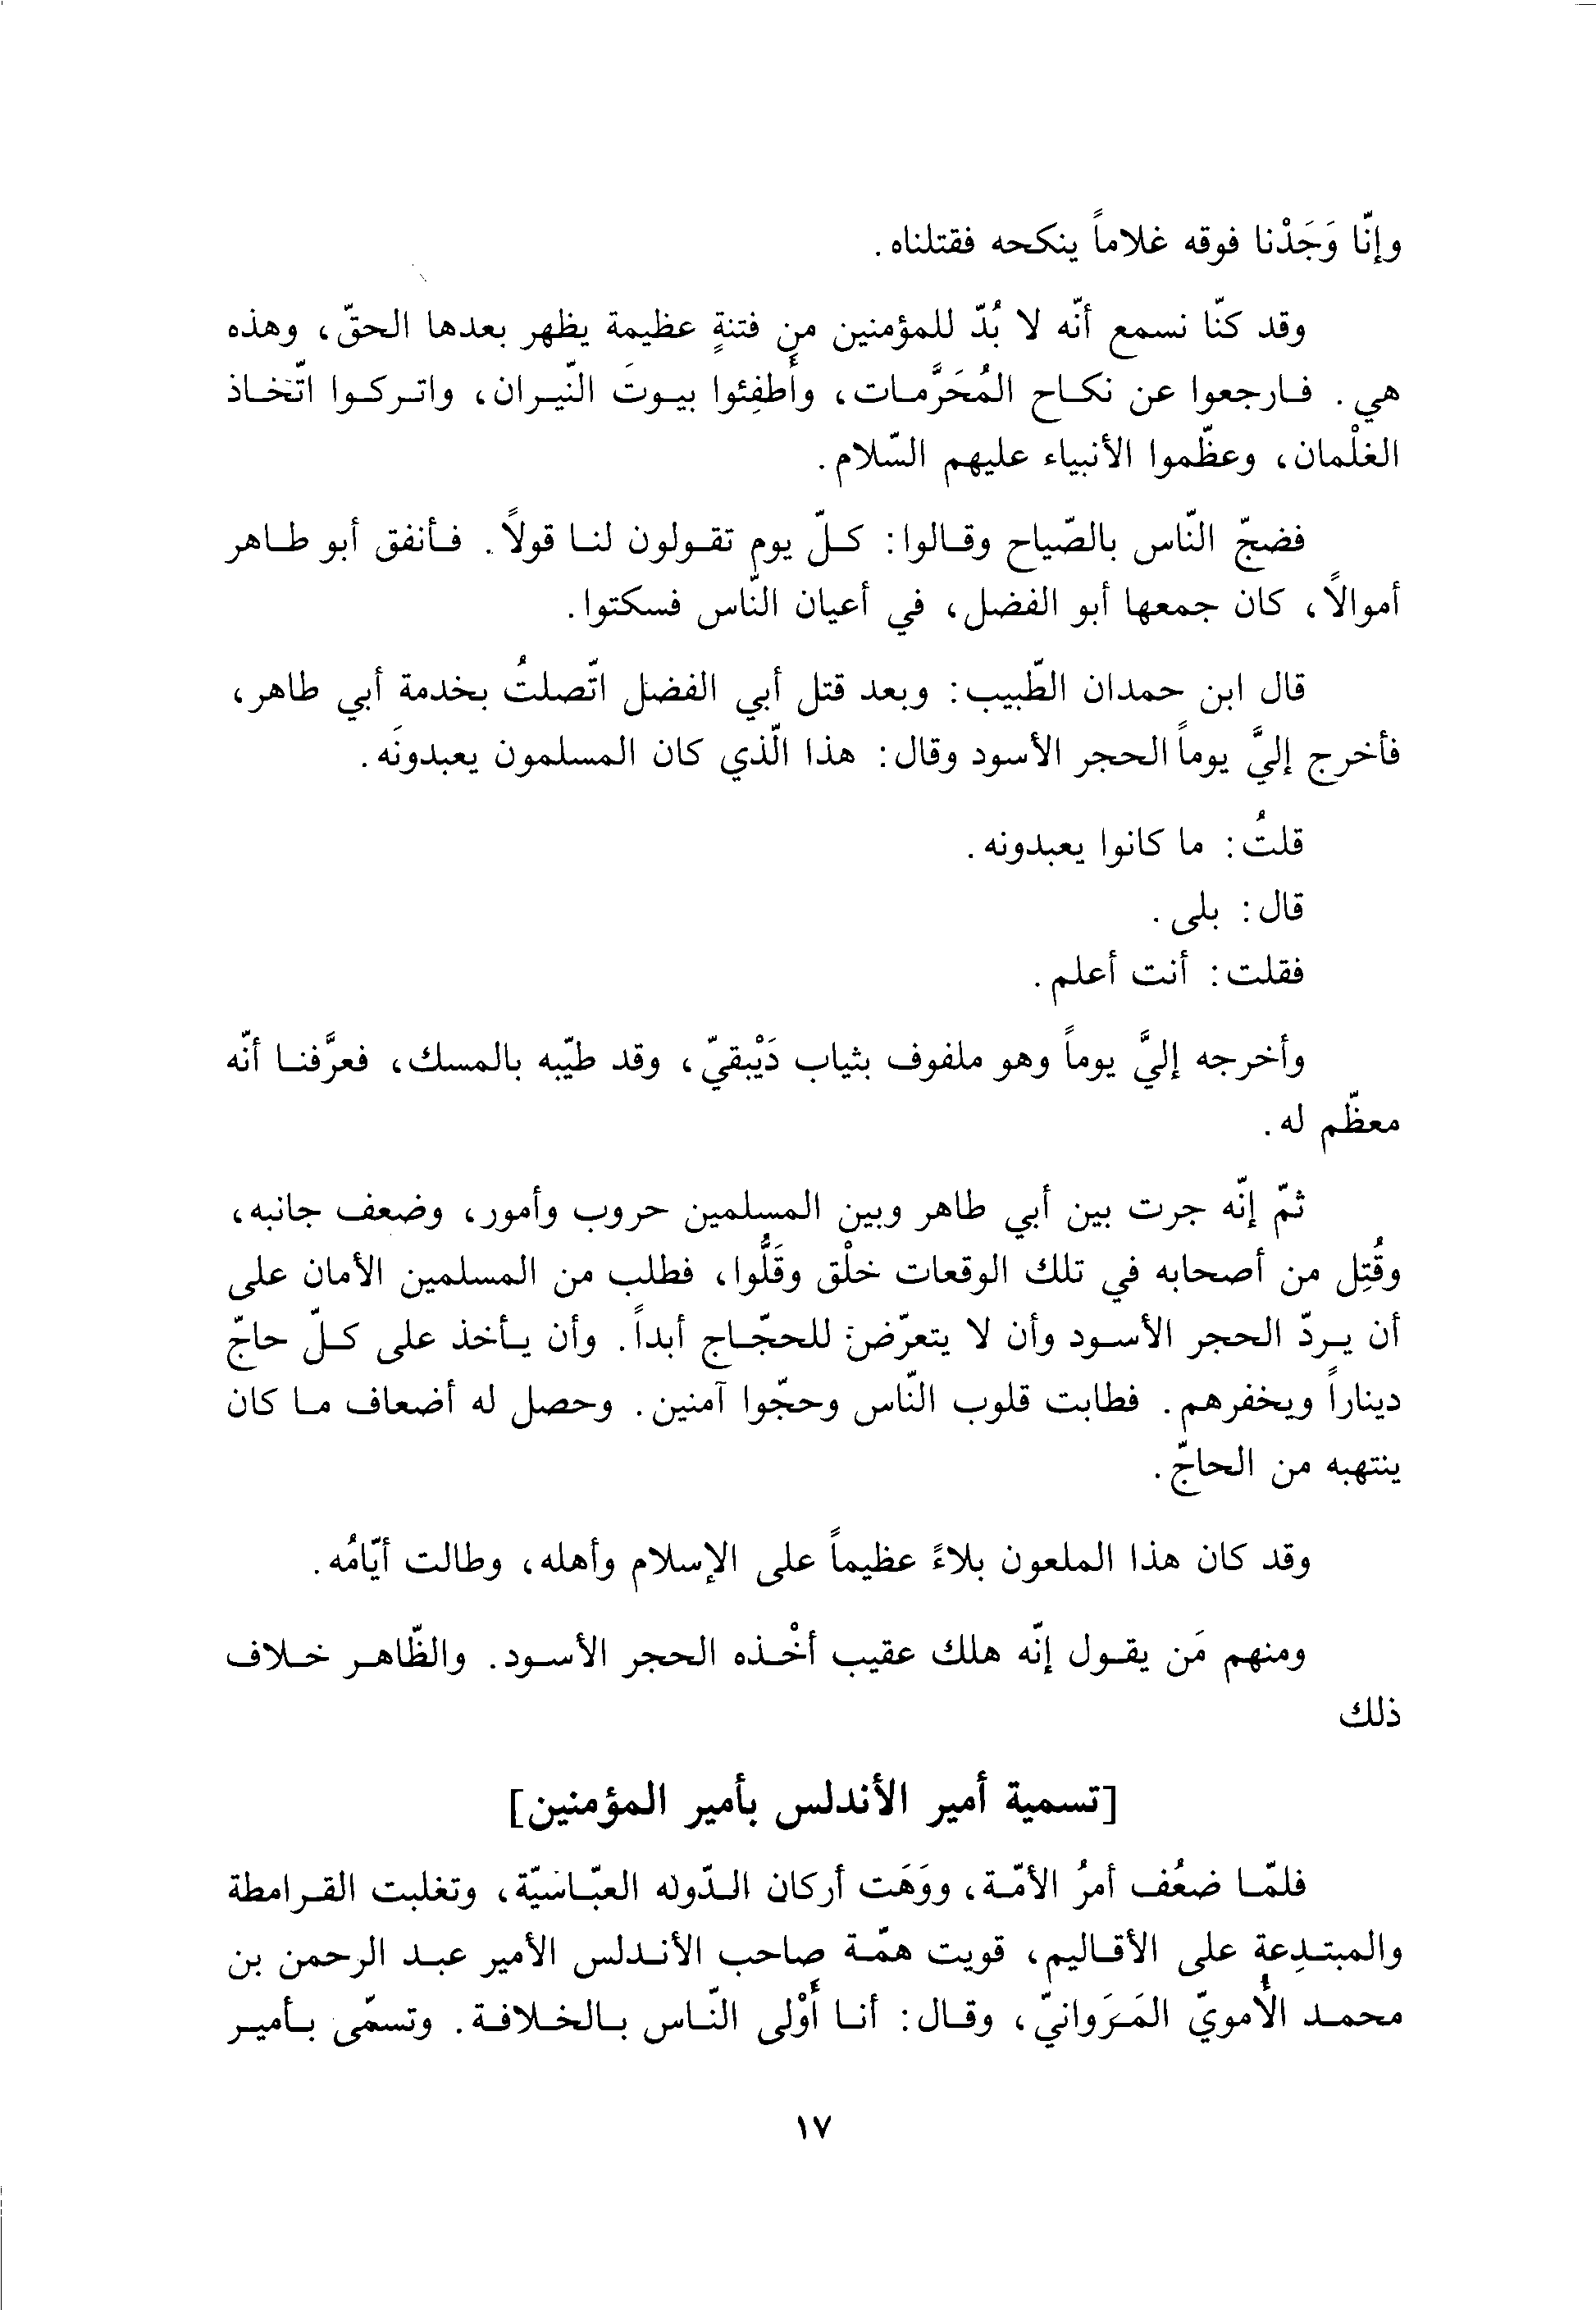 وإنّا وَجَدْنا فوقه غلاماً ينكحه فقتلناه.
وقد كنّا نسمع أنّه لا بُدّ للمؤمنين من فتنةٍ عظيمة يظهر بعدها الحقّ، وهذه
هي. فارجعوا عن نكاح المُحَرَّمات، وأَطفِئوا بيوتَ النّيران، واتركوا اتّخاذ
الغلْمان، وعظّموا الأنبياء عليهم السّلام.
فضجّ النّاس بالصّياح وقالوا: كلّ يوم تقولون لنا قولاً. فأنفق أبو طاهر
أموالاً، كان جمعها أبو الفضل، في أعيان النّاس فسكتوا.
قال ابن حمدان الطّبيب: وبعد قتل أبي الفضل اتّصلتُ بخدمة أبي طاهر،
فأخرج إليَّ يوماً الحجر الأسود وقال: هذا الّذي كان المسلمون يعبدونَه.
قلتُ: ما كانوا يعبدونه.
قال: بلى.
فقلت: أنت أعلم.
وأخرجه إليَّ يوماً وهو ملفوف بثياب دَيْبقيّ، وقد طيّبه بالمسك، فعرَّفنا أنّه
معظّم له.
ثمّ إنّه جرت بين أبي طاهر وبين المسلمين حروب وأمور، وضعف جانبه،
وقُتِل من أصحابه في تلك الوقعات خلْق وقَلُّوا، فطلب من المسلمين الأمان على
أن يردّ الحجر الأسود وأن لا يتعرّض للحجّاج أبداً. وأن يأخذ على كلّ حاجّ
ديناراً ويخفرهم. فطابت قلوب النّاس وحجّوا آمنين. وحصل له أضعاف ما كان
ينتهبه من الحاجّ.
وقد كان هذا الملعون بلاءً عظيماً على الإسلام وأهله، وطالت أيّامُه.
ومنهم مَن يقول إنّه هلك عقيب أخْذه الحجر الأسود. والظّاهر خلاف
ذلك
[تسمية أمير الأندلس بأمير المؤمنين]
فلمّا ضعُف أمرُ الأمّة، ووَهَت أركان الدّوله العبّاسَيّة، وتغلبت القرامطة
والمبتدِعة على الأقاليم، قويت همّة صاحب الأندلس الأمير عبد الرحمن بن
محمد الأُمويّ المَرَوانيّ، وقال: أنا أَوْلى النّاس بالخلافة. وتسمّى بأمير
١٧